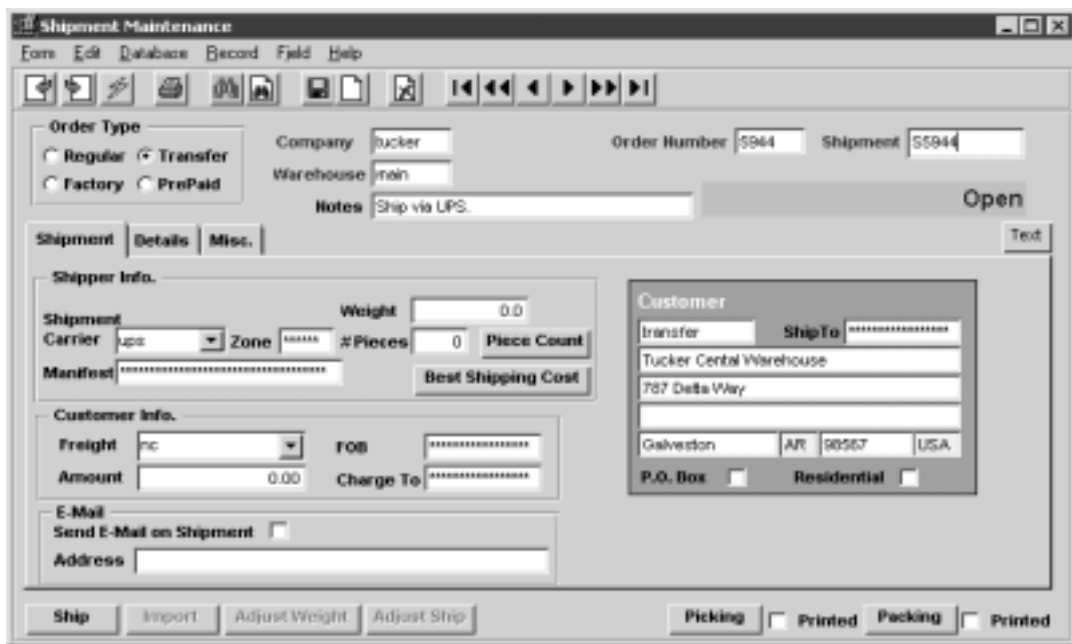 Shipment Maintenance
Form Edit Database Record Field Help
Order Type
Regular Transfer
Factory PrePaid
Company tucker
Warehouse main
Notes Ship via UPS.
Order Number 5944 Shipment S5944
Open
Shipment Details Misc. Text
Shipper Info.
Weight 0.0
Shipment
Carrier ups Zone ****** #Pieces 0 Piece Count
Manifest
Best Shipping Cost
Customer Info.
Freight nc FOB
Amount 0.00 Charge To
E-Mail
Send E-Mail on Shipment
Address
Customer
transfer ShipTo
Tucker Cental Warehouse
787 Delta Way
Galveston AR 98567 USA
P.O. Box Residential
Ship Import Adjust Weight Adjust Ship Picking Printed Packing Printed